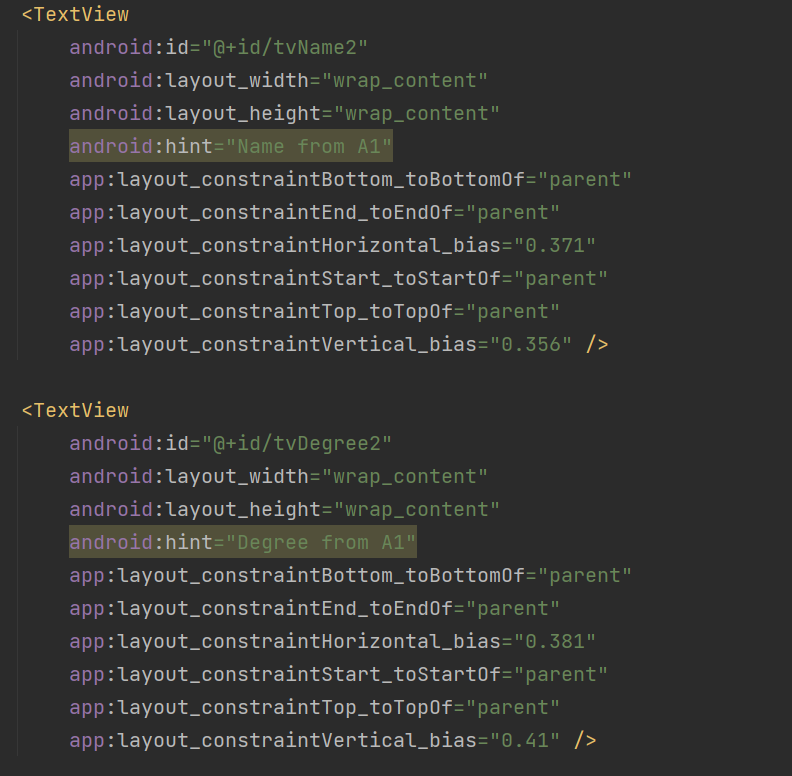 <TextView
android:id="@+id/tvName2"
android:layout_width="wrap_content"
android:layout_height="wrap_content"
android:hint="Name from A1"
app:layout_constraintBottom_toBottomOf="parent"
app:layout_constraintEnd_toEndOf="parent"
app:layout_constraintHorizontal_bias="0.371"
app:layout_constraintStart_toStartOf="parent"
app:layout_constraintTop_toTopOf="parent"
app:layout_constraintVertical_bias="0.356" />
<TextView
android:id="@+id/tvDegree2"
android:layout_width="wrap_content"
android:layout_height="wrap_content"
android:hint="Degree from A1"
app:layout_constraintBottom_toBottomOf="parent"
app:layout_constraintEnd_toEndOf="parent"
app:layout_constraintHorizontal_bias="0.381"
app:layout_constraintStart_toStartOf="parent"
app:layout_constraintTop_toTopOf="parent"
app:layout_constraintVertical_bias="0.41" />